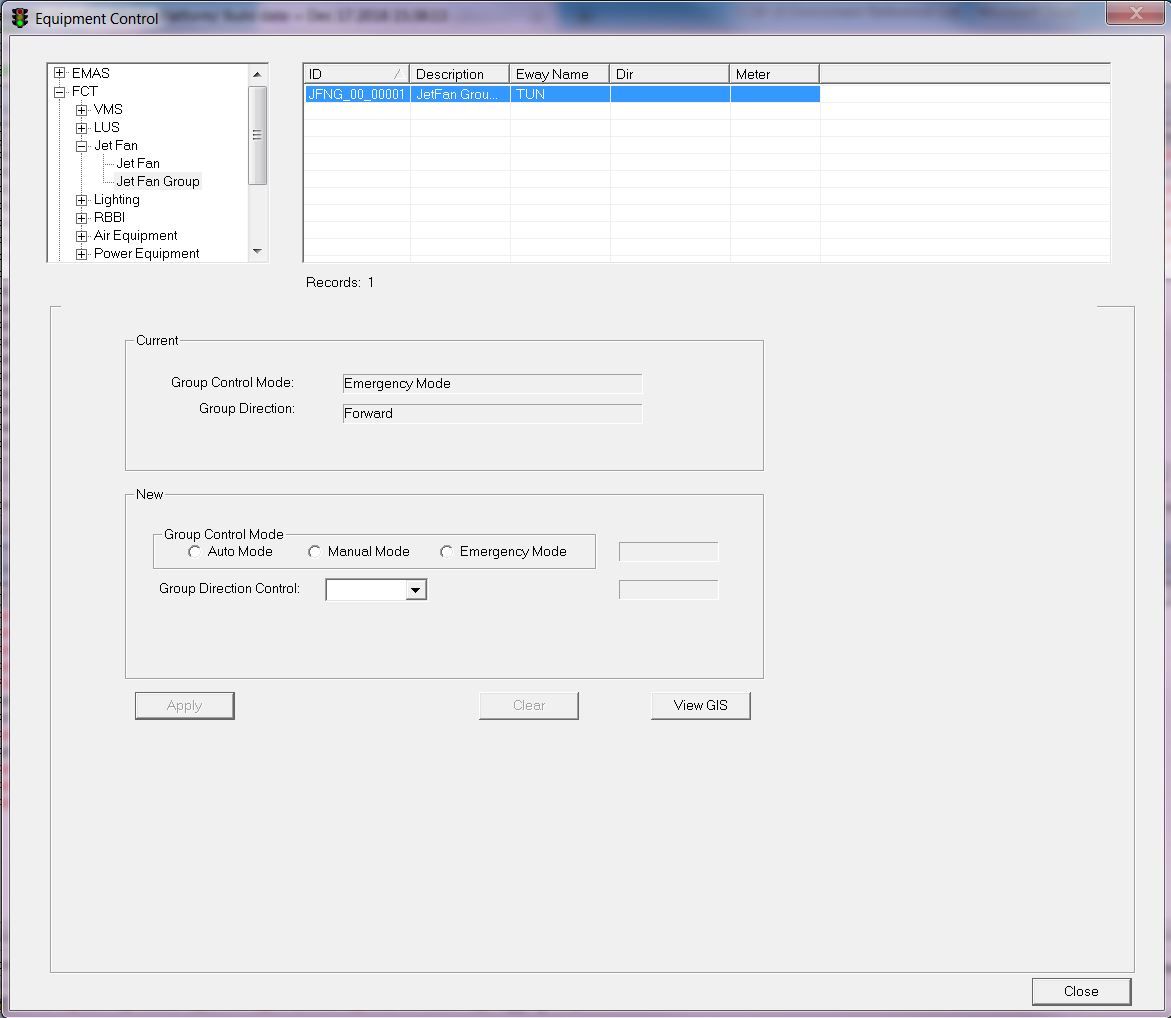 Equipment Control
EMAS
FCT
VMS
LUS
Jet Fan
Jet Fan
Jet Fan Group
Lighting
RBBI
Air Equipment
Power Equipment
ID Description Eway Name Dir Meter
JFNG_00_00001 JetFan Grou... TUN
Records: 1
Current
Group Control Mode: Emergency Mode
Group Direction: Forward
New
Group Control Mode
Auto Mode Manual Mode Emergency Mode
Group Direction Control:
Apply Clear View GIS
Close